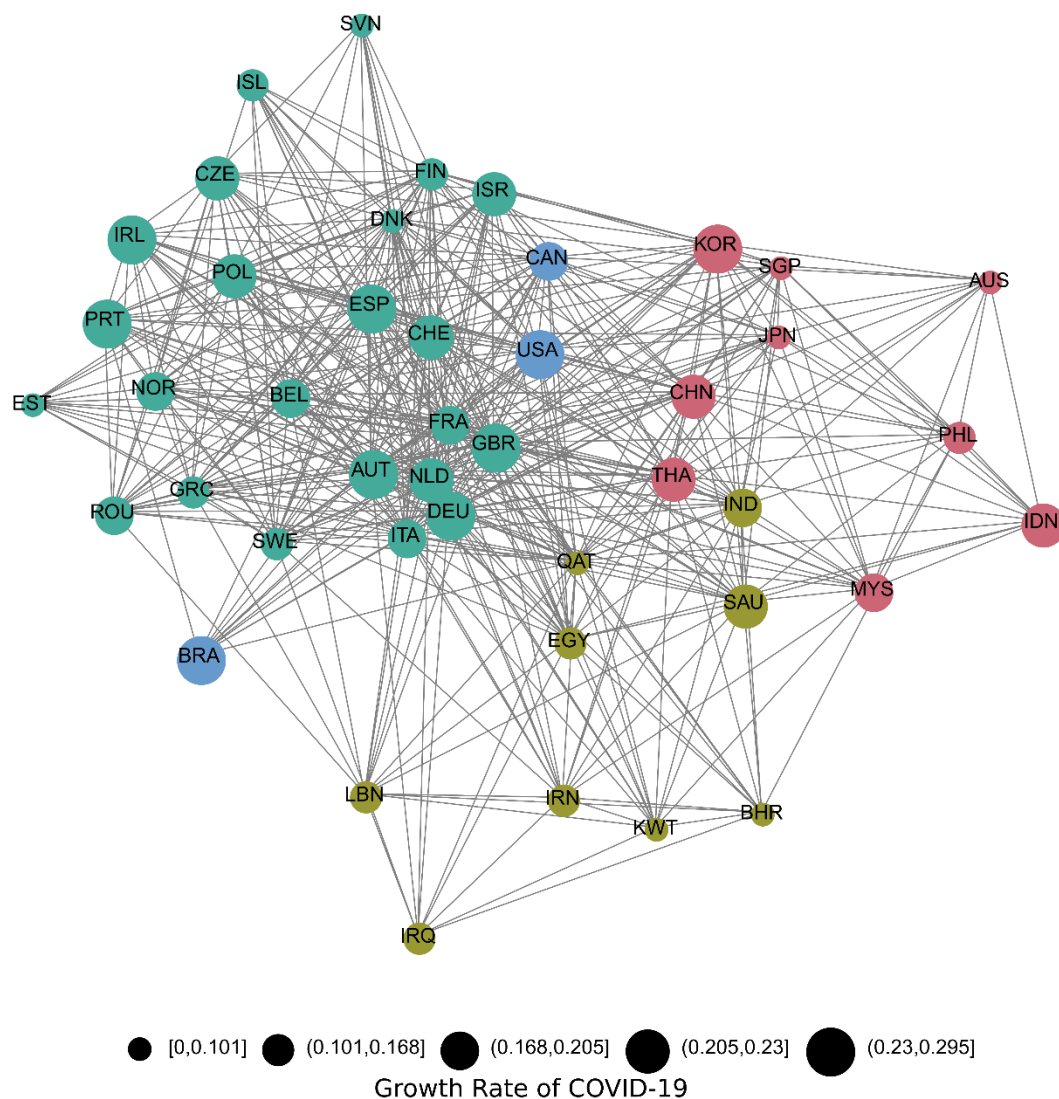 SVN
ISL
FIN
CZE
ISR
DNK
IRL
KOR
CAN
SGP
POL
AUS
ESP
PRT
CHE
JPN
USA
NOR
BEL
CHN
EST
FRA
PHL
GBR
AUT
NLD
THA
GRC
IND
ROU
DEU
IDN
ITA
SWE
QAT
MYS
SAU
EGY
BRA
LBN
IRN
BHR
KWT
IRQ
[0,0.101] (0.101,0.168] (0.168,0.205] (0.205,0.23] (0.23,0.295]
Growth Rate of COVID-19